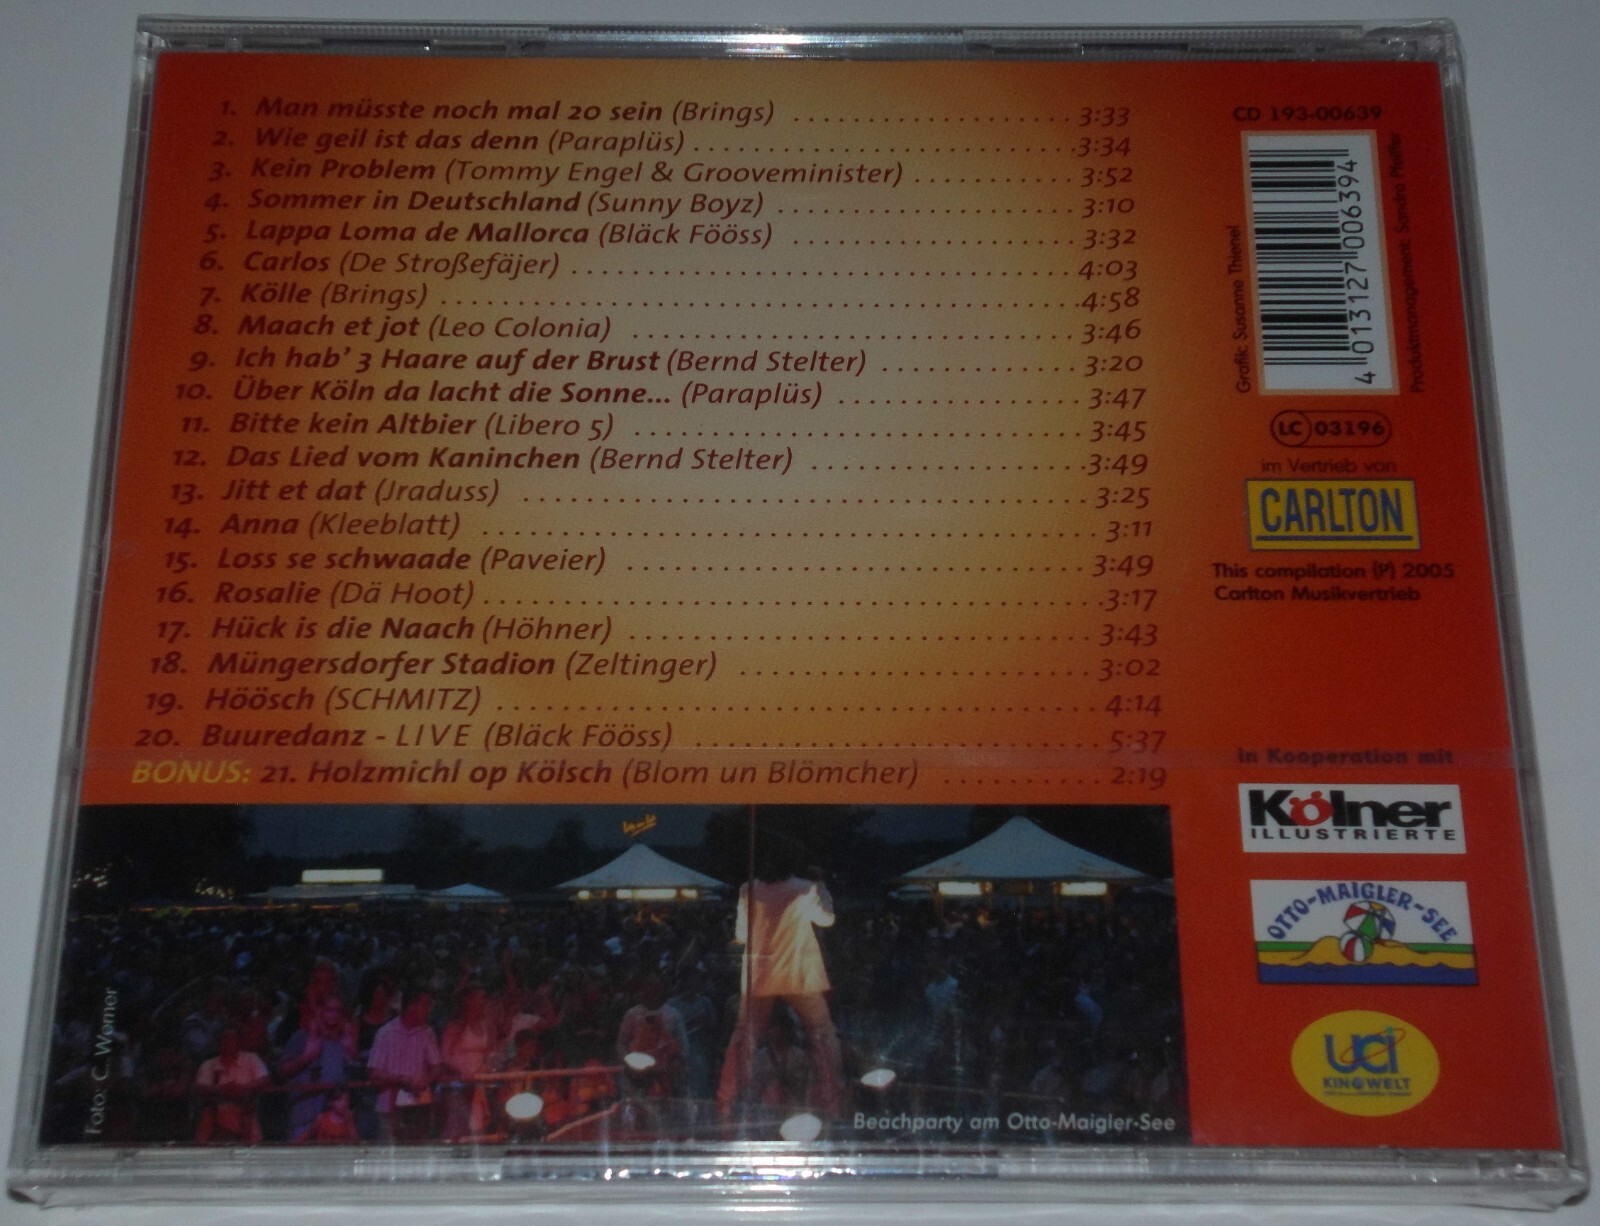 1. Man müsste noch mal 20 sein (Brings) .................... 3:33
2. Wie geil ist das denn (Paraplüs) ............................ 3:34
3. Kein Problem (Tommy Engel & Grooveminister) ............ 3:52
4. Sommer in Deutschland (Sunny Boyz) ..................... 3:10
5. Lappa Loma de Mallorca (Bläck Fööss) .................... 3:32
6. Carlos (De Stroßefäjer) .................................... 4:03
7. Kölle (Brings) ............................................. 4:58
8. Maach et jot (Leo Colonia) ................................ 3:46
9. Ich hab' 3 Haare auf der Brust (Bernd Stelter) ............. 3:20
10. Über Köln da lacht die Sonne... (Paraplüs) ................ 3:47
11. Bitte kein Altbier (Libero 5) ............................... 3:45
12. Das Lied vom Kaninchen (Bernd Stelter) .................. 3:49
13. Jitt et dat (Jraduss) ....................................... 3:25
14. Anna (Kleeblatt) .......................................... 3:11
15. Loss se schwaade (Paveier) ................................ 3:49
16. Rosalie (Dä Hoot) ......................................... 3:17
17. Hück is die Naach (Höhner) ............................... 3:43
18. Müngersdorfer Stadion (Zeltinger) ........................ 3:02
19. Höösch (SCHMITZ) ........................................ 4:14
20. Buuredanz - LIVE (Bläck Fööss) .......................... 5:37
BONUS: 21. Holzmichl op Kölsch (Blom un Blömcher) .......... 2:19
Foto: C. Werner
Beachparty am Otto-Maigler-See
CD 193-00639
Grafik: Susanne Thienel
4 013127 006394
Produktmanagement: Sandra Pfeiffer
LC 03196
im Vertrieb von
CARLTON
This compilation (P) 2005
Carlton Musikvertrieb
in Kooperation mit
Kölner
ILLUSTRIERTE
OTTO-MAIGLER-SEE
UCI
KINOWELT